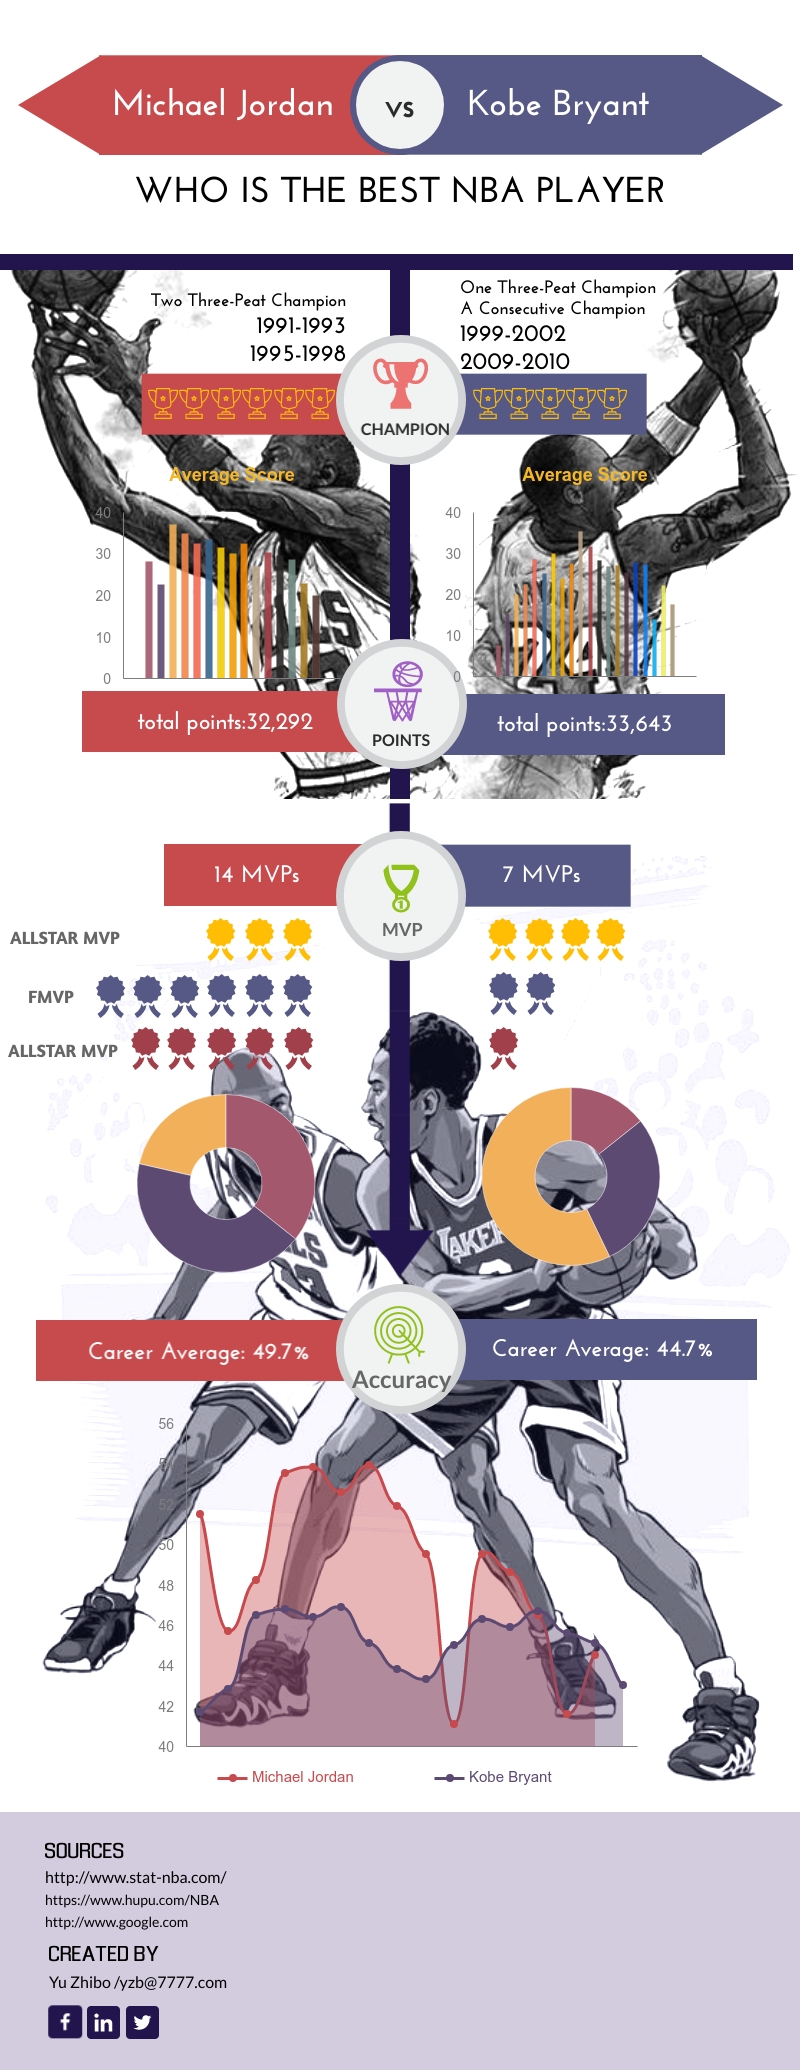 Michael Jordan
vs
Kobe Bryant
WHO IS THE BEST NBA PLAYER
Two Three-Peat Champion
1991-1993
1995-1998
One Three-Peat Champion
A Consecutive Champion
1999-2002
2009-2010
CHAMPION
Average Score
40
30
20
10
0
Average Score
40
30
20
10
0
total points:32,292
POINTS
total points:33,643
14 MVPs
MVP
7 MVPs
ALLSTAR MVP
FMVP
ALLSTAR MVP
LAKERS
Career Average: 49.7%
Accuracy
Career Average: 44.7%
56
54
52
50
48
46
44
42
40
Michael Jordan
Kobe Bryant
SOURCES
http://www.stat-nba.com/
https://www.hupu.com/NBA
http://www.google.com
CREATED BY
Yu Zhibo /yzb@7777.com